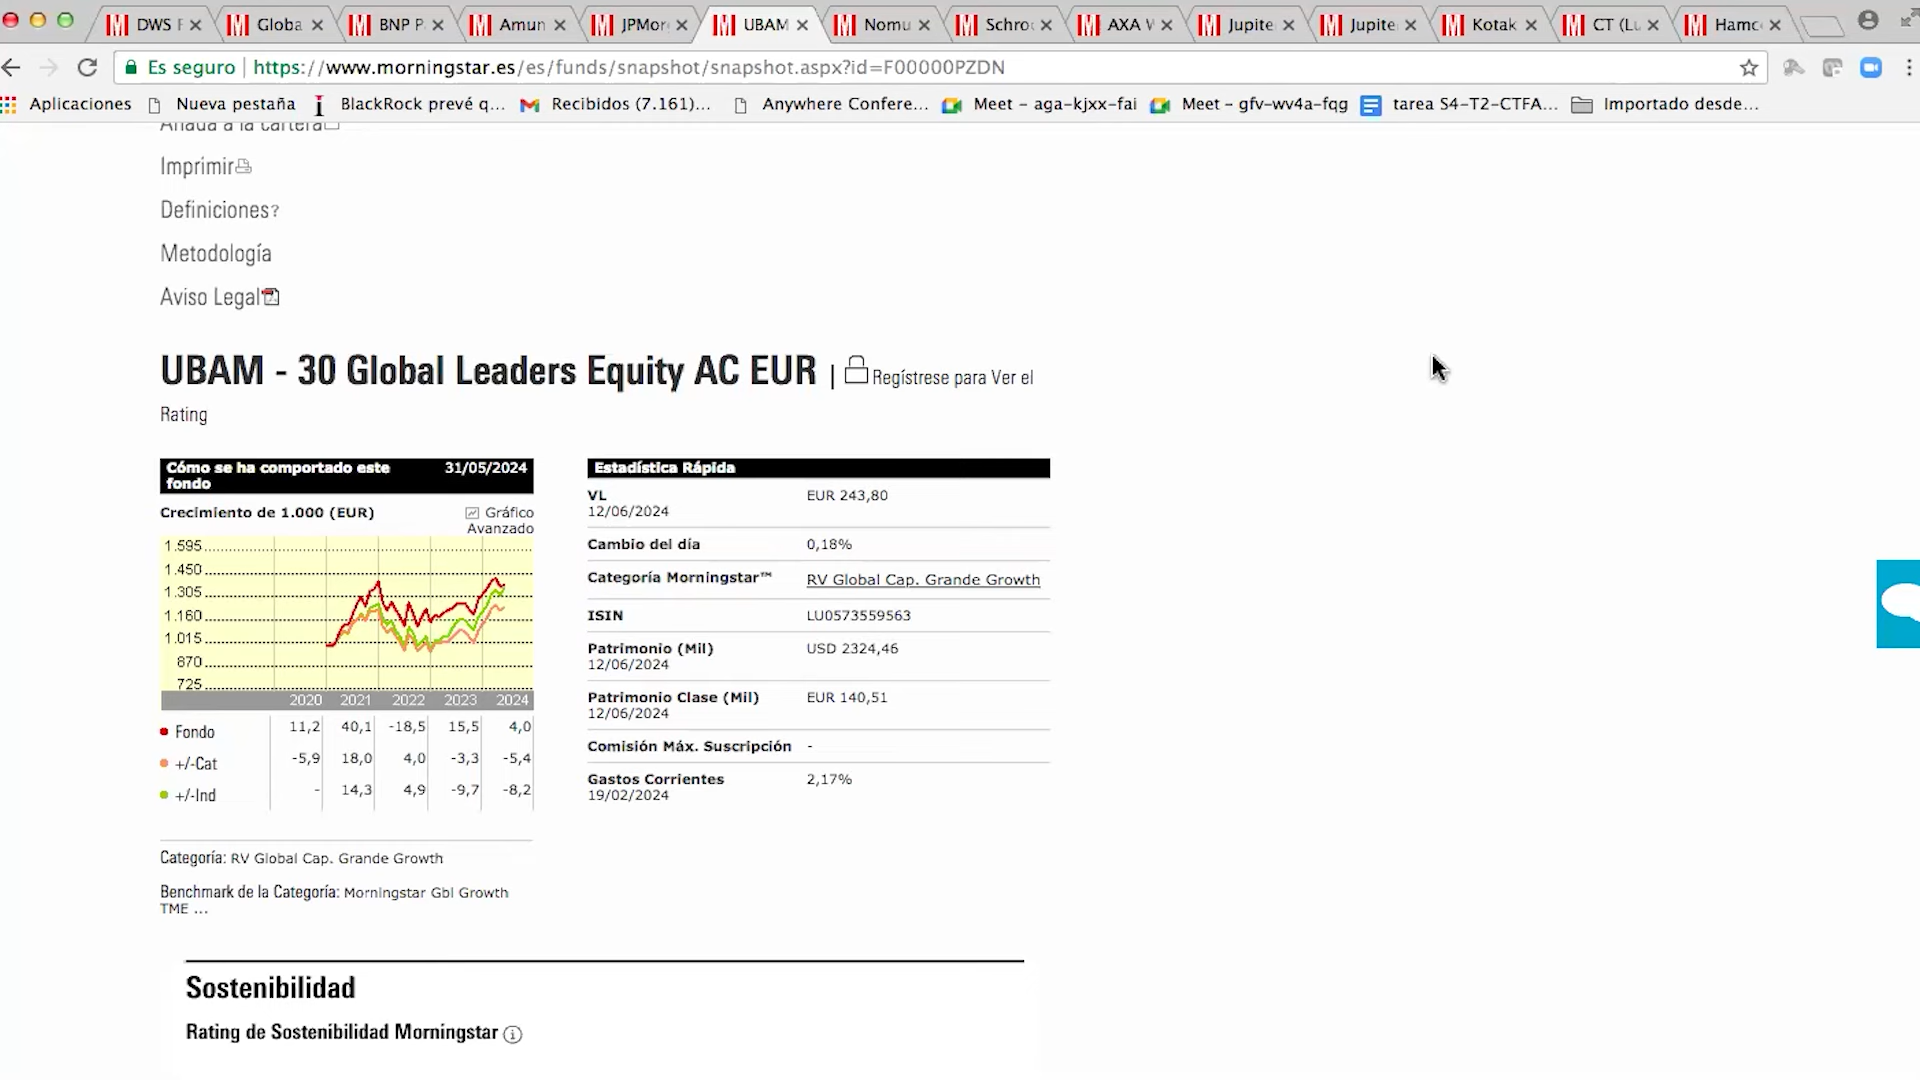 DWS F
Globa
BNP P
Amun
JPMor
UBAM
Nomu
Schro
AXA W
Jupite
Jupite
Kotak
CT (Lu
Hamc
Es seguro | https://www.morningstar.es/es/funds/snapshot/snapshot.aspx?id=F00000PZDN
Aplicaciones
Nueva pestaña
BlackRock prevé q...
Recibidos (7.161)...
Anywhere Confere...
Meet – aga-kjxx-fai
Meet – gfv-wv4a-fqg
tarea S4-T2-CTFA...
Importado desde...
Añada a la cartera
Imprimir
Definiciones?
Metodología
Aviso Legal
UBAM - 30 Global Leaders Equity AC EUR | Regístrese para Ver el
Rating
Cómo se ha comportado este fondo 31/05/2024
Crecimiento de 1.000 (EUR)
Gráfico Avanzado
1.595
1.450
1.305
1.160
1.015
870
725
2020 2021 2022 2023 2024
Fondo 11,2 40,1 -18,5 15,5 4,0
+/-Cat -5,9 18,0 4,0 -3,3 -5,4
+/-Ind - 14,3 4,9 -9,7 -8,2
Categoría: RV Global Cap. Grande Growth
Benchmark de la Categoría: Morningstar Gbl Growth
TME ...
Estadística Rápida
VL EUR 243,80
12/06/2024
Cambio del día 0,18%
Categoría Morningstar™ RV Global Cap. Grande Growth
ISIN LU0573559563
Patrimonio (Mil) USD 2324,46
12/06/2024
Patrimonio Clase (Mil) EUR 140,51
12/06/2024
Comisión Máx. Suscripción -
Gastos Corrientes 2,17%
19/02/2024
Sostenibilidad
Rating de Sostenibilidad Morningstar